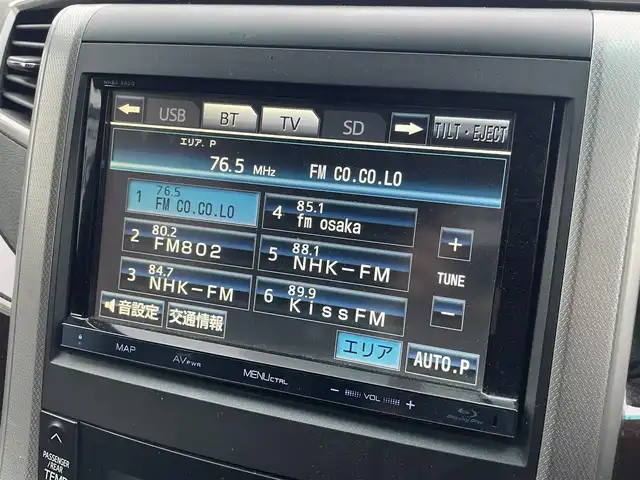 USB BT TV SD TILT・EJECT
エリア. P
76.5 MHz FM CO.CO.LO
1 76.5 FM CO.CO.LO
2 80.2 FM802
3 84.7 NHK-FM
4 85.1 fm osaka
5 88.1 NHK-FM
6 89.9 KissFM
+
TUNE
-
音設定 交通情報
エリア AUTO.P
MAP AV PWR MENU CTRL - VOL +
Blu-ray Disc
PASSENGER
/REAR
TEMP